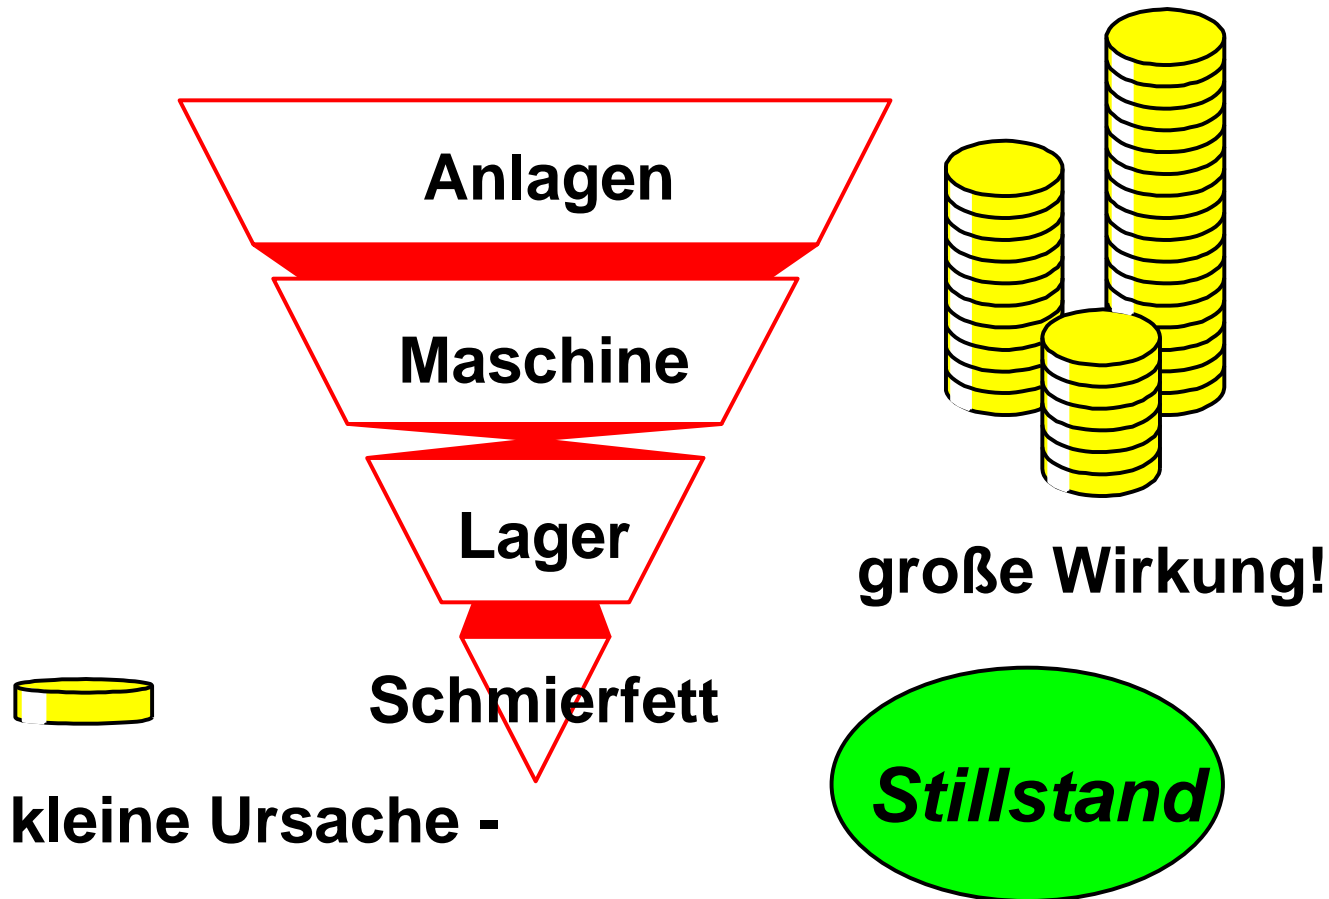 Anlagen
Maschine
Lager
große Wirkung!
Schmierfett
Stillstand
kleine Ursache -